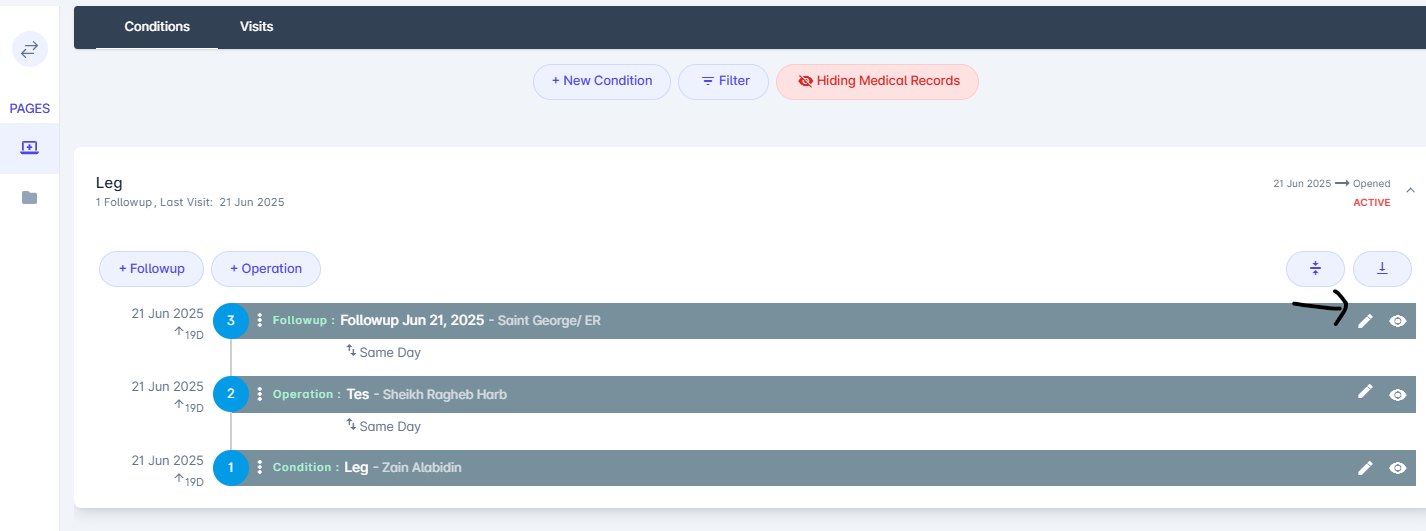 Conditions Visits
PAGES
+ New Condition Filter Hiding Medical Records
Leg
1 Followup, Last Visit: 21 Jun 2025
21 Jun 2025 Opened
ACTIVE
+ Followup + Operation
21 Jun 2025
19D
3 Followup : Followup Jun 21, 2025 - Saint George/ ER
Same Day
21 Jun 2025
19D
2 Operation : Tes - Sheikh Ragheb Harb
Same Day
21 Jun 2025
19D
1 Condition : Leg - Zain Alabidin